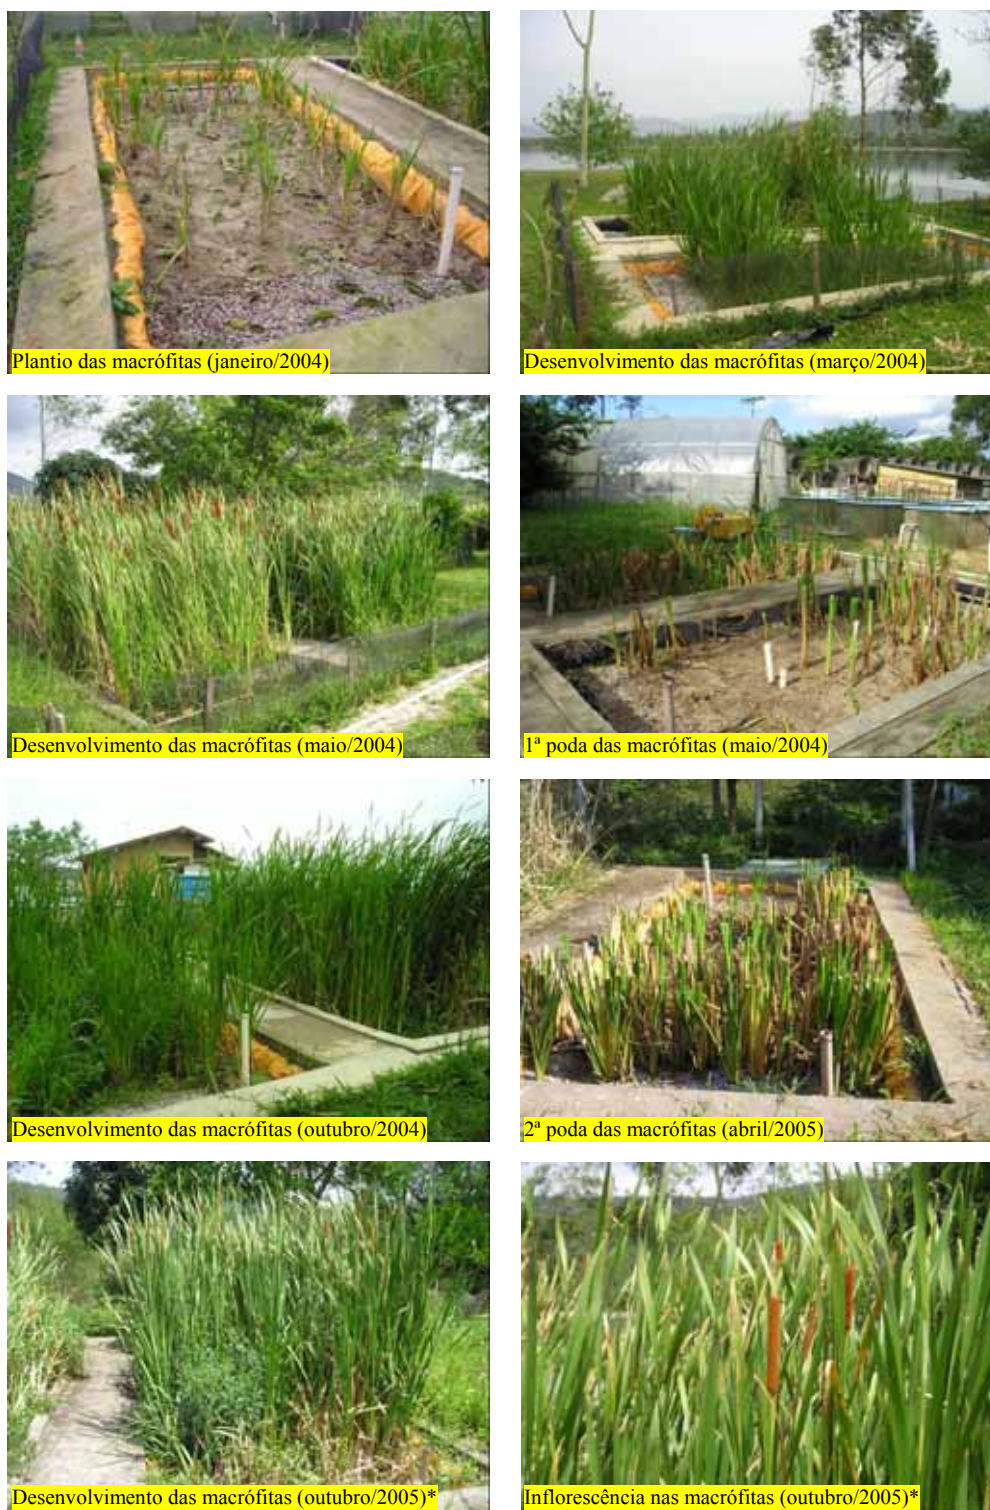 Plantio das macrófitas (janeiro/2004)
Desenvolvimento das macrófitas (março/2004)
Desenvolvimento das macrófitas (maio/2004)
1ª poda das macrófitas (maio/2004)
Desenvolvimento das macrófitas (outubro/2004)
2ª poda das macrófitas (abril/2005)
Desenvolvimento das macrófitas (outubro/2005)*
Inflorescência nas macrófitas (outubro/2005)*